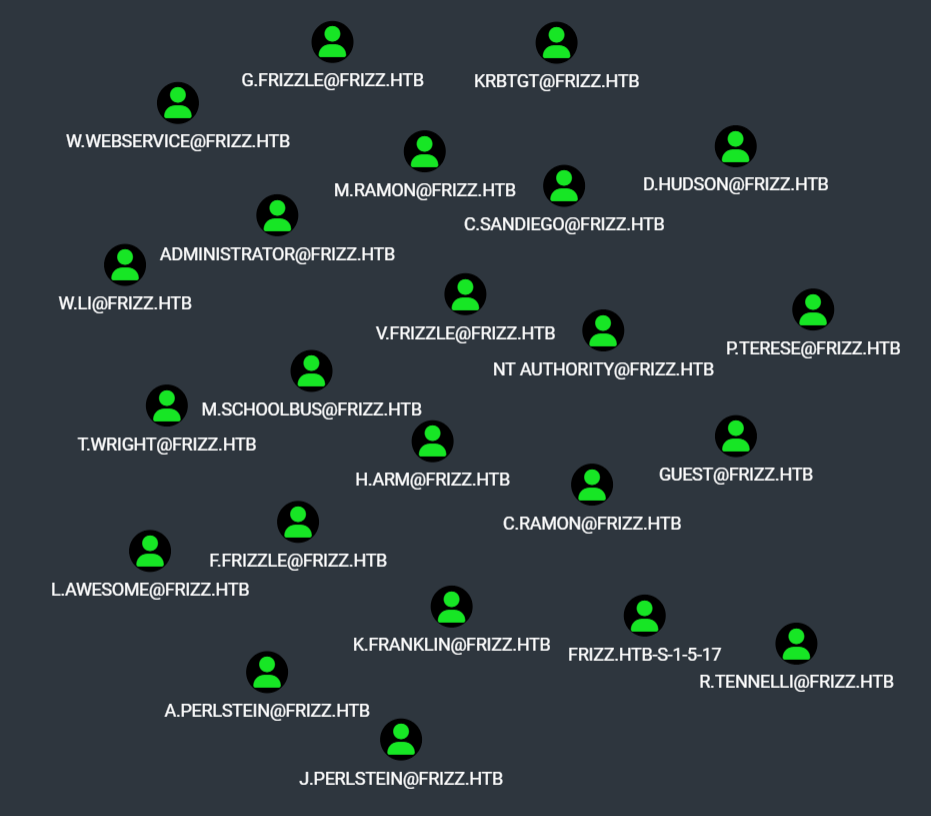 G.FRIZZLE@FRIZZ.HTB
KRBTGT@FRIZZ.HTB
W.WEBSERVICE@FRIZZ.HTB
M.RAMON@FRIZZ.HTB
D.HUDSON@FRIZZ.HTB
C.SANDIEGO@FRIZZ.HTB
ADMINISTRATOR@FRIZZ.HTB
W.LI@FRIZZ.HTB
V.FRIZZLE@FRIZZ.HTB
P.TERESE@FRIZZ.HTB
NT AUTHORITY@FRIZZ.HTB
M.SCHOOLBUS@FRIZZ.HTB
T.WRIGHT@FRIZZ.HTB
H.ARM@FRIZZ.HTB
GUEST@FRIZZ.HTB
C.RAMON@FRIZZ.HTB
F.FRIZZLE@FRIZZ.HTB
L.AWESOME@FRIZZ.HTB
K.FRANKLIN@FRIZZ.HTB
FRIZZ.HTB-S-1-5-17
R.TENNELLI@FRIZZ.HTB
A.PERLSTEIN@FRIZZ.HTB
J.PERLSTEIN@FRIZZ.HTB